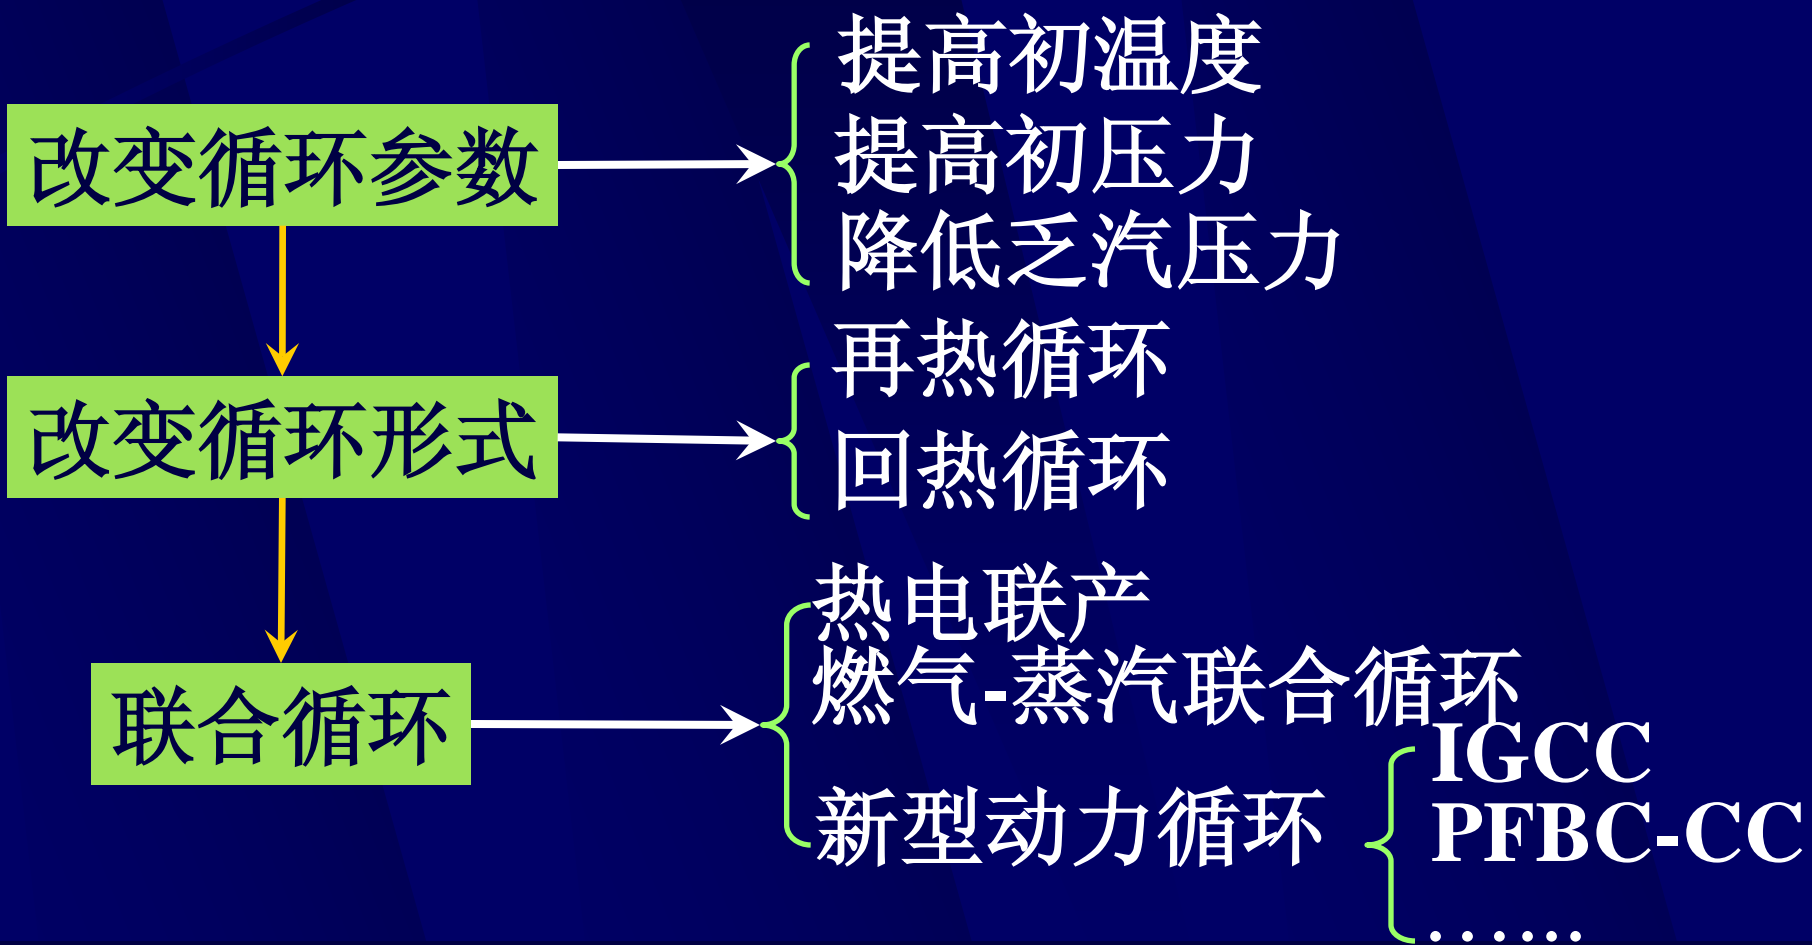 改变循环参数
提高初温度
提高初压力
降低乏汽压力
改变循环形式
再热循环
回热循环
联合循环
热电联产
燃气-蒸汽联合循环
新型动力循环
IGCC
PFBC-CC
......